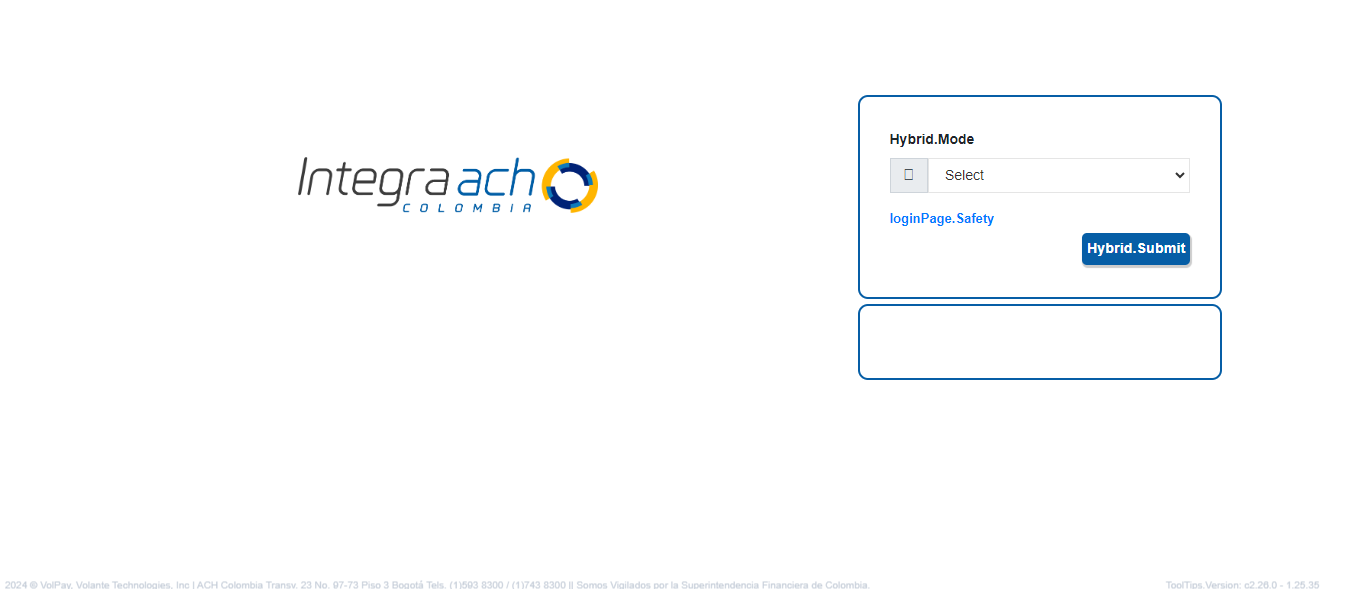 Integra ach
COLOMBIA
Hybrid.Mode
Select
loginPage.Safety
Hybrid.Submit
2024 © VolPay, Volante Technologies, Inc | ACH Colombia Transv. 23 No. 97-73 Piso 3 Bogotá Tels. (1)593 8300 / (1)743 8300 || Somos Vigilados por la Superintendencia Financiera de Colombia.
ToolTips.Version: c2.26.0 - 1.25.35